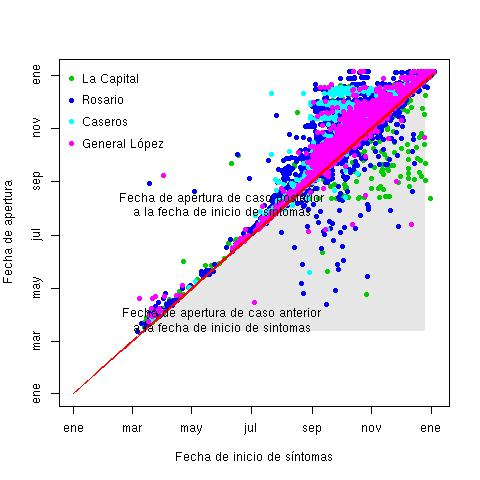 La Capital
Rosario
Caseros
General López
Fecha de apertura de caso posterior
a la fecha de inicio de síntomas
Fecha de apertura de caso anterior
a la fecha de inicio de sintomas
ene
mar
may
jul
sep
nov
ene
Fecha de apertura
ene
mar
may
jul
sep
nov
ene
Fecha de inicio de síntomas